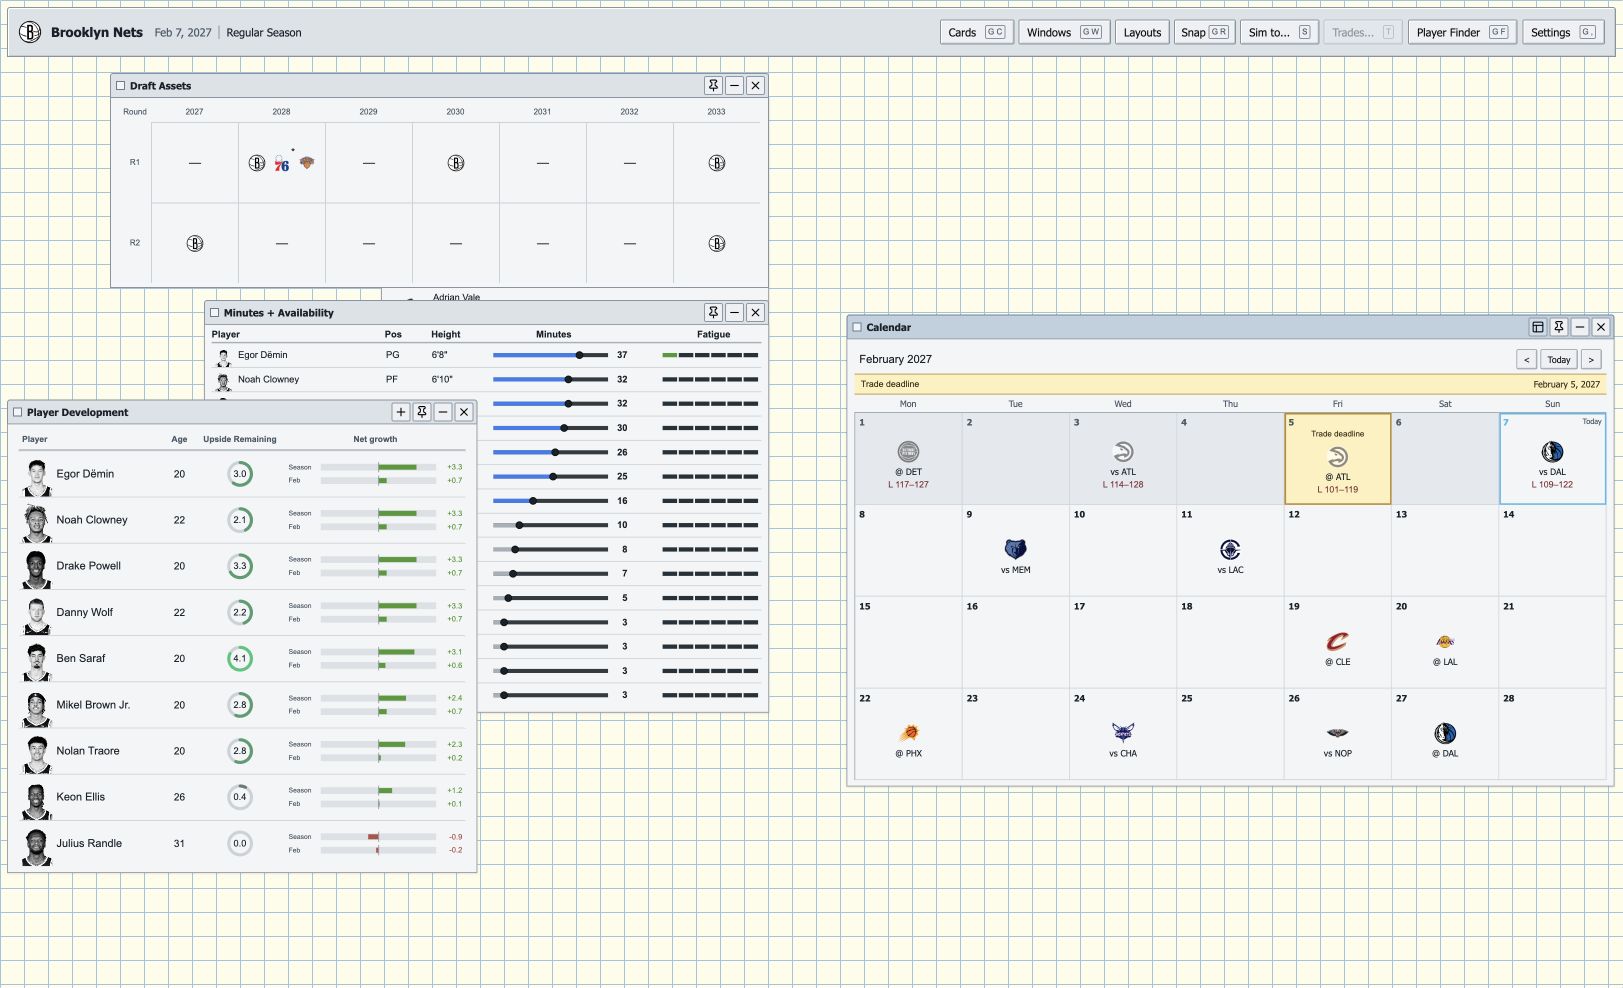 Brooklyn Nets Feb 7, 2027 | Regular Season
Cards G C Windows G W Layouts Snap G R Sim to... S Trades... T Player Finder G F Settings G ,
Draft Assets
Round 2027 2028 2029 2030 2031 2032 2033
R1 — B 76 — B — — B
R2 B — — — — — B
Adrian Vale
Minutes + Availability
Player Pos Height Minutes Fatigue
Egor Dëmin PG 6'8" 37
Noah Clowney PF 6'10" 32
32
30
26
25
16
10
8
7
5
3
3
3
3
Player Development
Player Age Upside Remaining Net growth
Egor Dëmin 20 3.0 Season +3.3
Feb +0.7
Noah Clowney 22 2.1 Season +3.3
Feb +0.7
Drake Powell 20 3.3 Season +3.3
Feb +0.7
Danny Wolf 22 2.2 Season +3.3
Feb +0.7
Ben Saraf 20 4.1 Season +3.1
Feb +0.6
Mikel Brown Jr. 20 2.8 Season +2.4
Feb +0.7
Nolan Traore 20 2.8 Season +2.3
Feb +0.2
Keon Ellis 26 0.4 Season +1.2
Feb +0.1
Julius Randle 31 0.0 Season -0.9
Feb -0.2
Calendar
February 2027 < Today >
Trade deadline February 5, 2027
Mon Tue Wed Thu Fri Sat Sun
1 2 3 4 5 6 7 Today
Trade deadline
@ DET vs ATL @ ATL vs DAL
L 117–127 L 114–128 L 101–119 L 109–122
8 9 10 11 12 13 14
vs MEM vs LAC
15 16 17 18 19 20 21
@ CLE @ LAL
22 23 24 25 26 27 28
@ PHX vs CHA vs NOP @ DAL